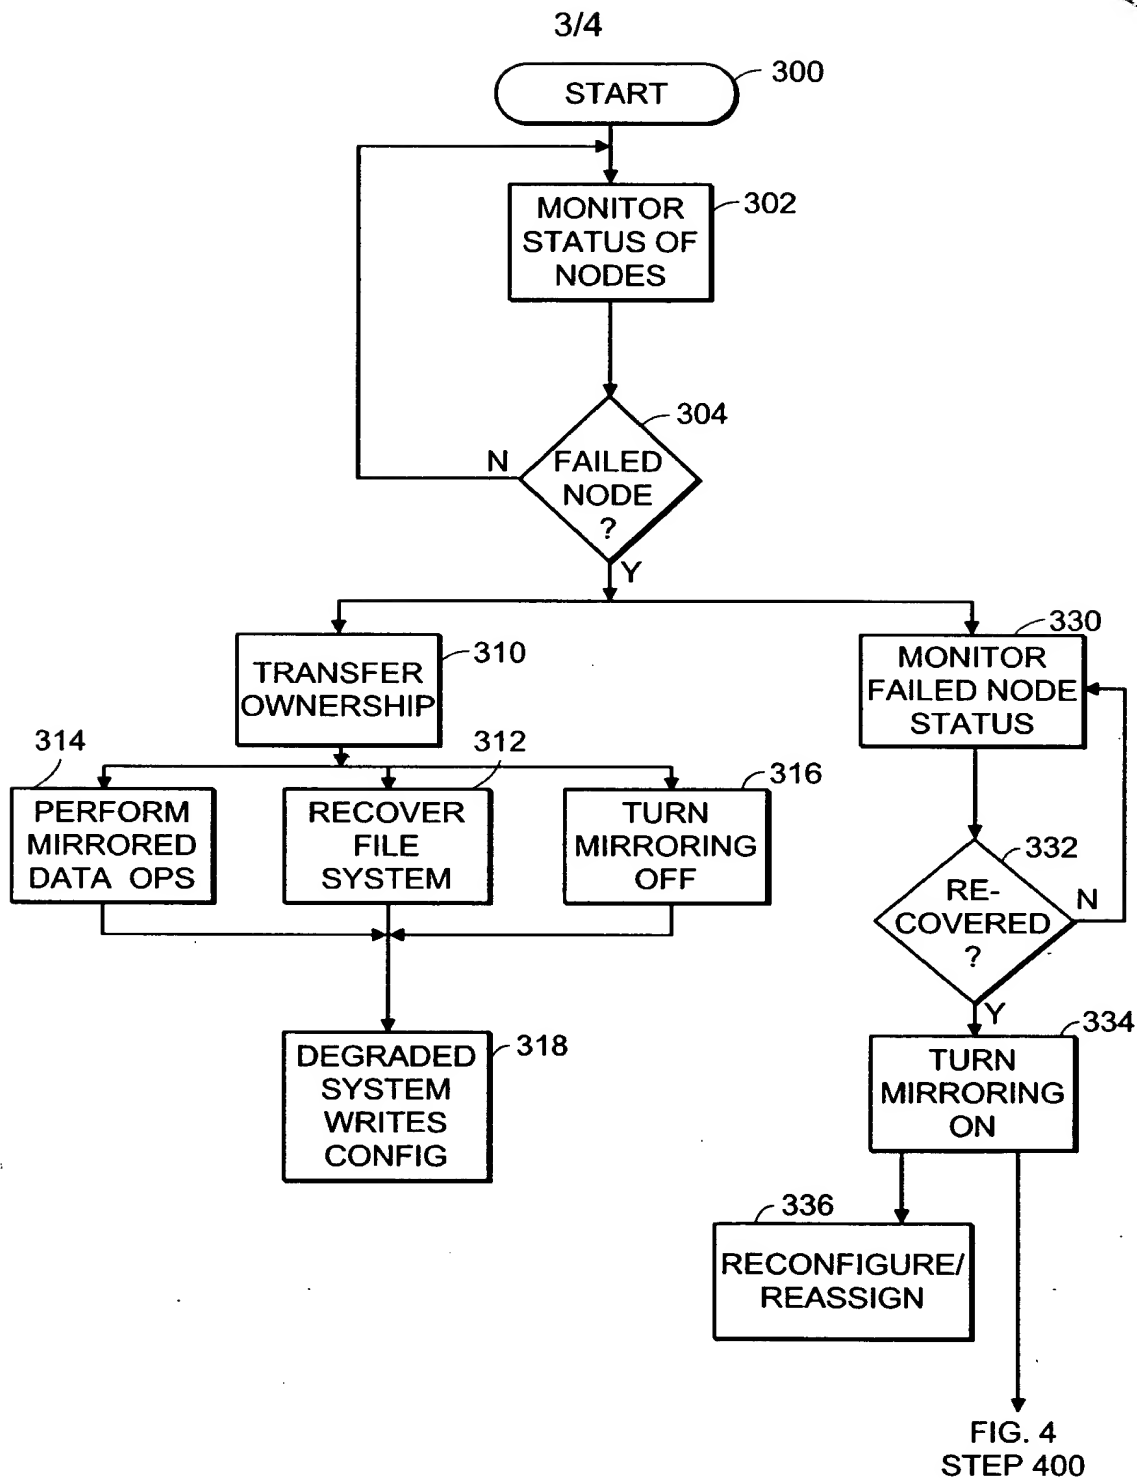 3/4
START
300
MONITOR
STATUS OF
NODES
302
304
FAILED
NODE
?
N
Y
TRANSFER
OWNERSHIP
310
330
MONITOR
FAILED NODE
STATUS
314
PERFORM
MIRRORED
DATA OPS
312
RECOVER
FILE
SYSTEM
316
TURN
MIRRORING
OFF
332
RE-
COVERED
?
N
Y
DEGRADED
SYSTEM
WRITES
CONFIG
318
334
TURN
MIRRORING
ON
336
RECONFIGURE/
REASSIGN
FIG. 4
STEP 400